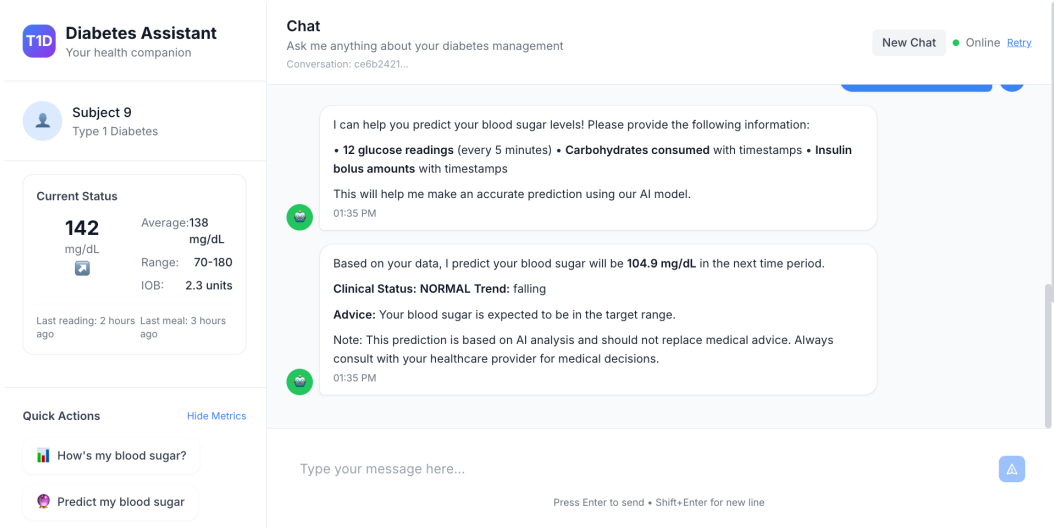 T1D
Diabetes Assistant
Your health companion
Subject 9
Type 1 Diabetes
Current Status
142
mg/dL
Average:138
mg/dL
Range: 70-180
IOB: 2.3 units
Last reading: 2 hours
ago
Last meal: 3 hours
ago
Quick Actions
Hide Metrics
How's my blood sugar?
Predict my blood sugar
Chat
Ask me anything about your diabetes management
Conversation: ce6b2421...
New Chat
Online
Retry
I can help you predict your blood sugar levels! Please provide the following information:
• 12 glucose readings (every 5 minutes) • Carbohydrates consumed with timestamps • Insulin
bolus amounts with timestamps
This will help me make an accurate prediction using our AI model.
01:35 PM
Based on your data, I predict your blood sugar will be 104.9 mg/dL in the next time period.
Clinical Status: NORMAL Trend: falling
Advice: Your blood sugar is expected to be in the target range.
Note: This prediction is based on AI analysis and should not replace medical advice. Always
consult with your healthcare provider for medical decisions.
01:35 PM
Type your message here...
Press Enter to send • Shift+Enter for new line